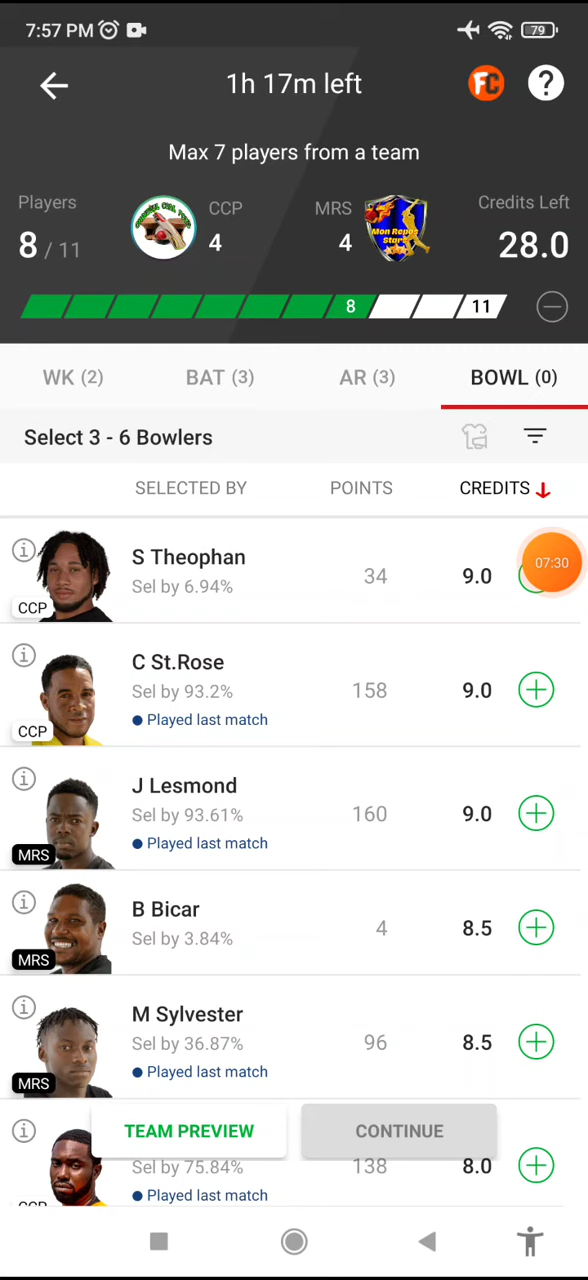 7:57 PM
79
1h 17m left
FC
?
Max 7 players from a team
Players
CCP
MRS
Credits Left
8 / 11
4
4
28.0
Mon Repos
Stars
8
11
WK (2)
BAT (3)
AR (3)
BOWL (0)
Select 3 - 6 Bowlers
SELECTED BY
POINTS
CREDITS
S Theophan
Sel by 6.94%
34
9.0
07:30
CCP
C St.Rose
Sel by 93.2%
158
9.0
Played last match
CCP
J Lesmond
Sel by 93.61%
160
9.0
Played last match
MRS
B Bicar
Sel by 3.84%
4
8.5
MRS
M Sylvester
Sel by 36.87%
96
8.5
Played last match
MRS
TEAM PREVIEW
CONTINUE
Sel by 75.84%
138
8.0
Played last match
CCP